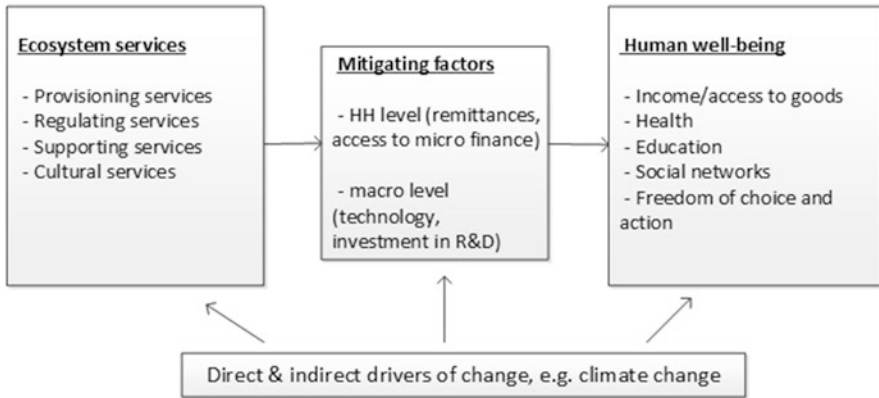 Ecosystem services
- Provisioning services
- Regulating services
- Supporting services
- Cultural services
Mitigating factors
- HH level (remittances,
access to micro finance)
- macro level
(technology,
investment in R&D)
Human well-being
- Income/access to goods
- Health
- Education
- Social networks
- Freedom of choice and
action
Direct & indirect drivers of change, e.g. climate change